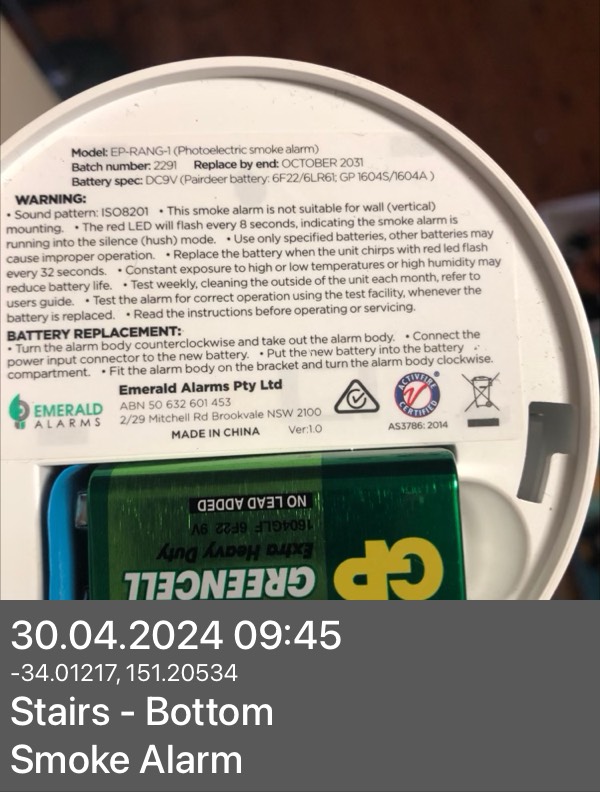 Model: EP-RANG-1 (Photoelectric smoke alarm)
Batch number: 2291 Replace by end: OCTOBER 2031
Battery spec: DC9V (Pairdeer battery: 6F22/6LR61; GP 1604S/1604A )
WARNING:
• Sound pattern: ISO8201 • This smoke alarm is not suitable for wall (vertical)
mounting. • The red LED will flash every 8 seconds, indicating the smoke alarm is
running into the silence (hush) mode. • Use only specified batteries, other batteries may
cause improper operation. • Replace the battery when the unit chirps with red led flash
every 32 seconds. • Constant exposure to high or low temperatures or high humidity may
reduce battery life. • Test weekly, cleaning the outside of the unit each month, refer to
users guide. • Test the alarm for correct operation using the test facility, whenever the
battery is replaced. • Read the instructions before operating or servicing.
BATTERY REPLACEMENT:
• Turn the alarm body counterclockwise and take out the alarm body. • Connect the
power input connector to the new battery. • Put the new battery into the battery
compartment. • Fit the alarm body on the bracket and turn the alarm body clockwise.
EMERALD
ALARMS
Emerald Alarms Pty Ltd
ABN 50 632 601 453
2/29 Mitchell Rd Brookvale NSW 2100
MADE IN CHINA Ver:1.0
ACTIVFIRE
CERTIFIED
AS3786: 2014
NO LEAD ADDED
1604GLF 6F22 9V
Extra Heavy Duty
GREENCELL
GP
30.04.2024 09:45
-34.01217, 151.20534
Stairs - Bottom
Smoke Alarm